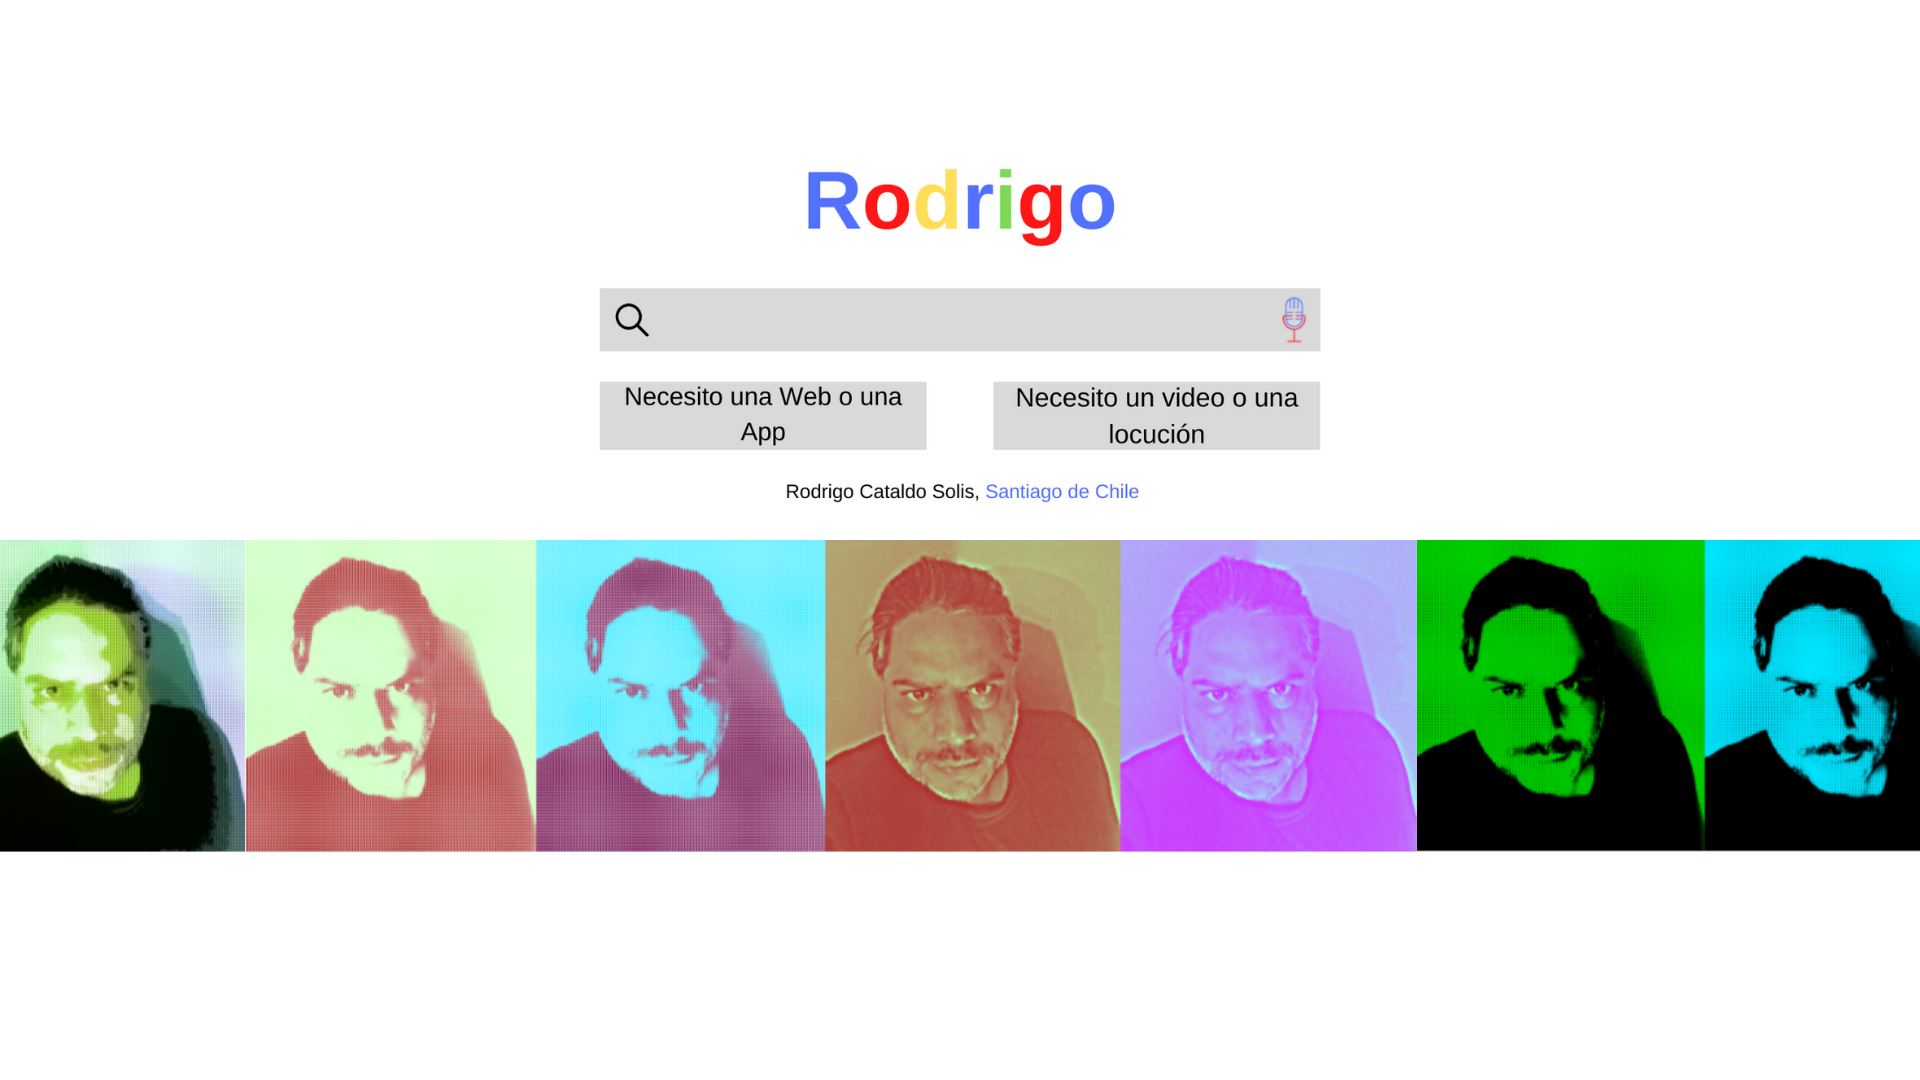 Rodrigo
Necesito una Web o una
App
Necesito un video o una
locución
Rodrigo Cataldo Solis, Santiago de Chile